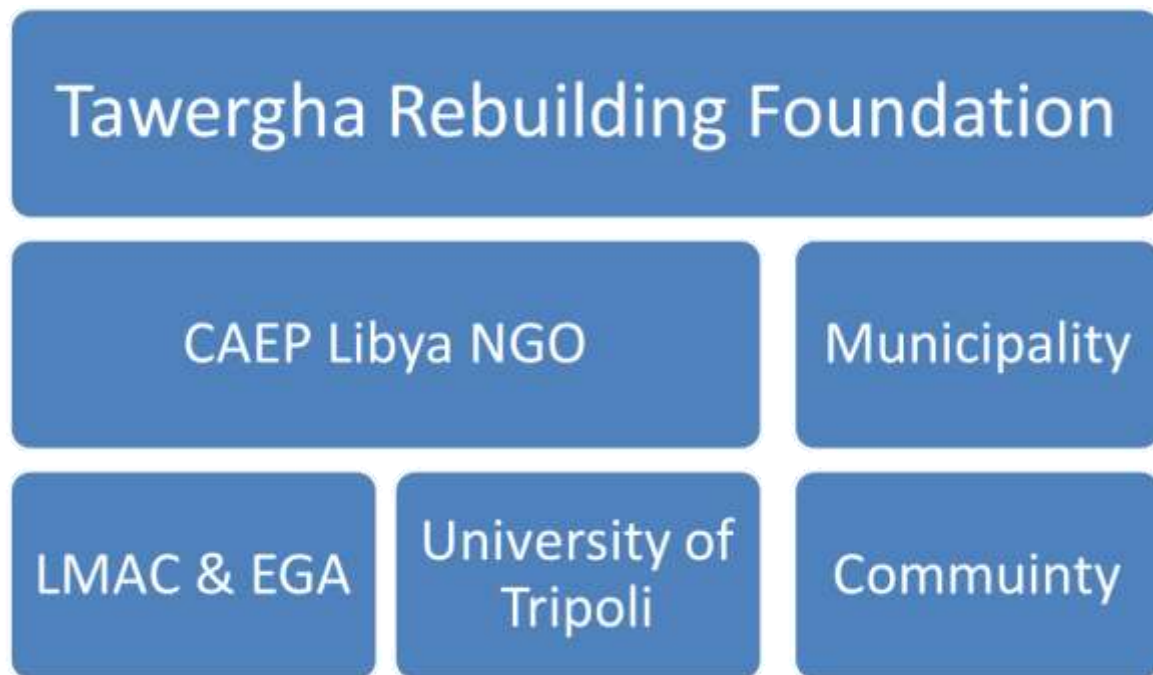 Tawergha Rebuilding Foundation
CAEP Libya NGO
Municipality
LMAC & EGA
University of
Tripoli
Commuinty